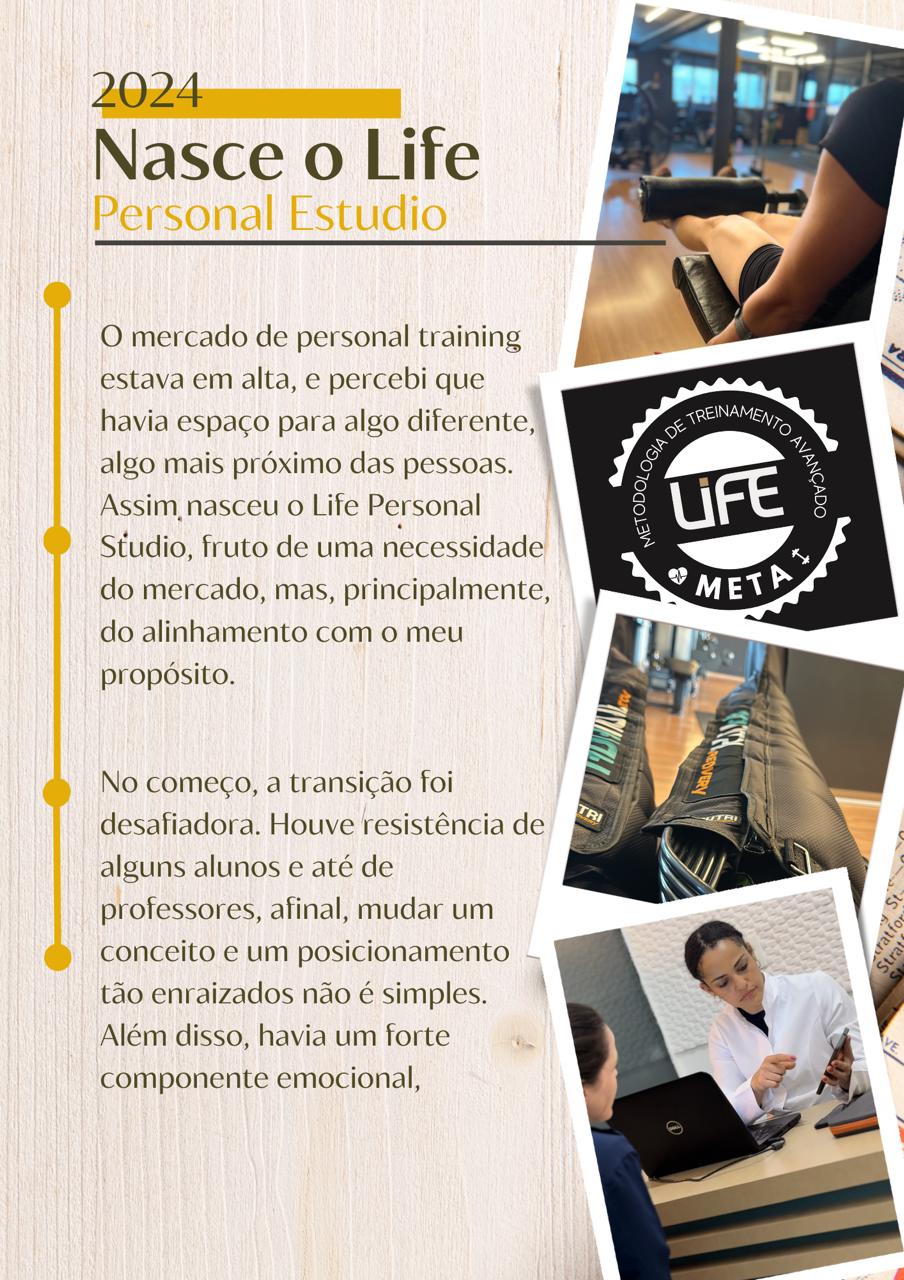 2024
Nasce o Life
Personal Estudio
O mercado de personal training
estava em alta, e percebi que
havia espaço para algo diferente,
algo mais próximo das pessoas.
Assim nasceu o Life Personal
Studio, fruto de uma necessidade
do mercado, mas, principalmente,
do alinhamento com o meu
propósito.
No começo, a transição foi
desafiadora. Houve resistência de
alguns alunos e até de
professores, afinal, mudar um
conceito e um posicionamento
tão enraizados não é simples.
Além disso, havia um forte
componente emocional,
METODOLOGIA DE TREINAMENTO AVANÇADO
LiFE
META
RECOVERY
DELL